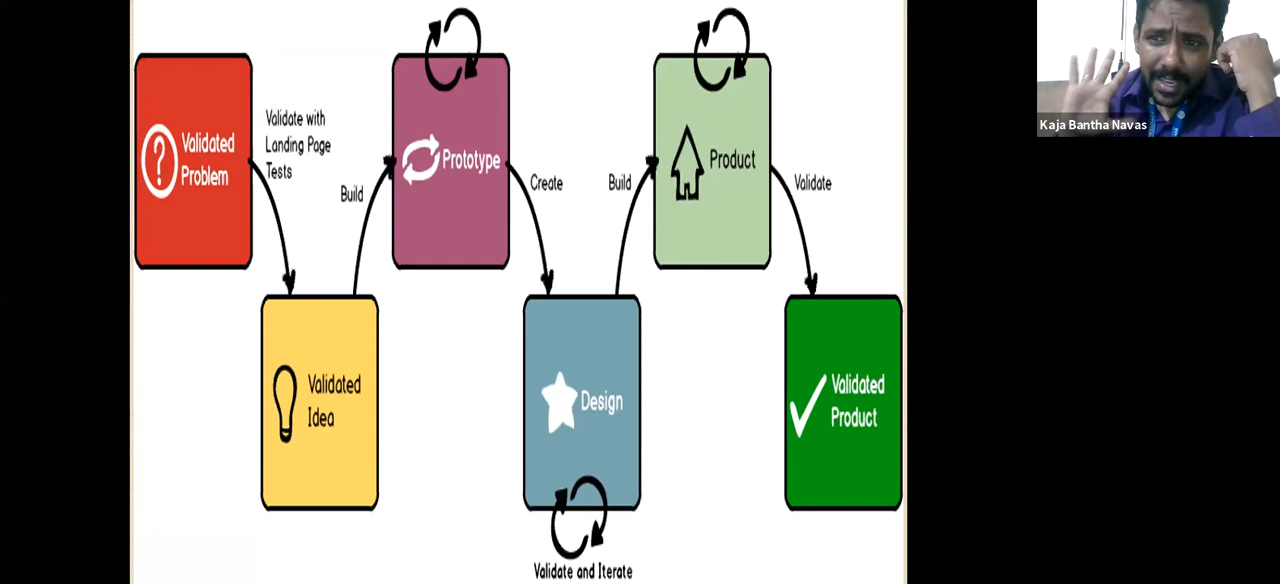 Validated
Problem
Validate with
Landing Page
Tests
Build
Prototype
Create
Build
Product
Validate
Kaja Bantha Navas
Validated
Idea
Design
Validated
Product
Validate and Iterate